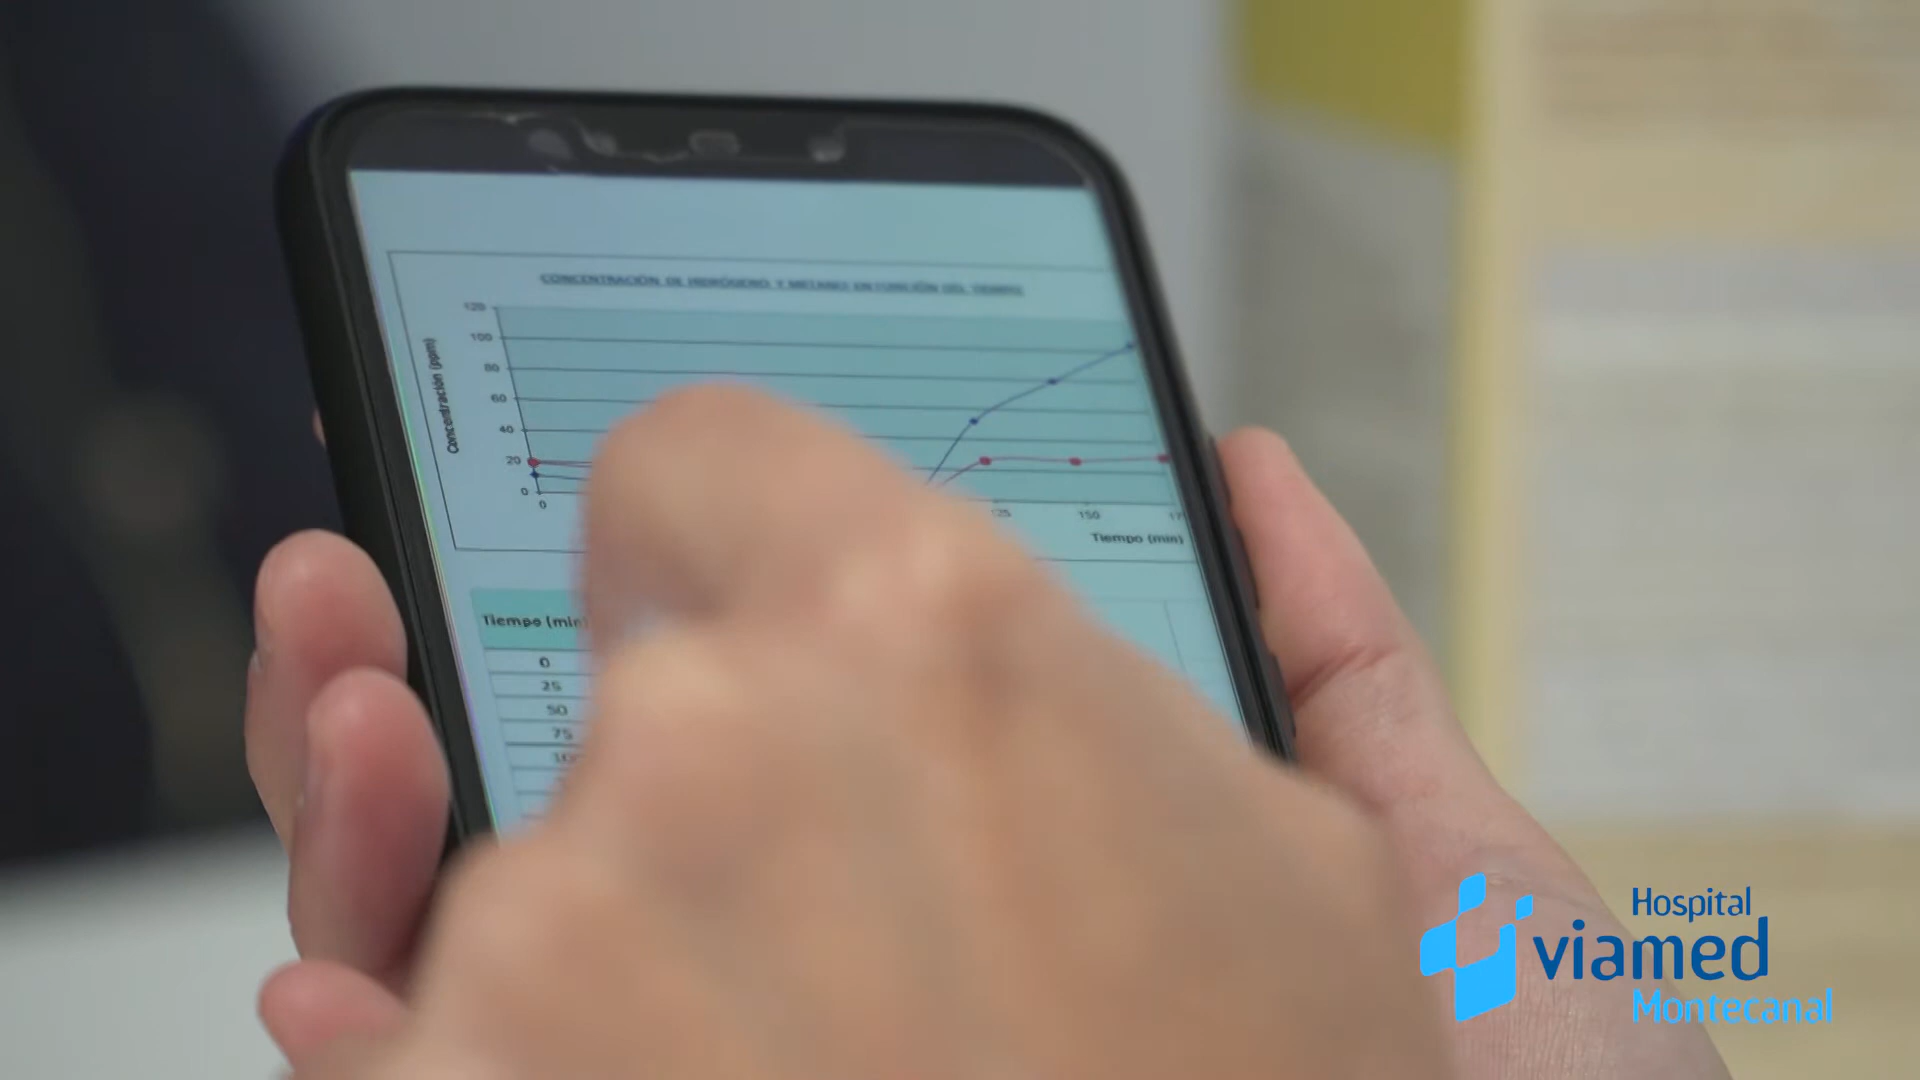 CONCENTRACIÓN DE HIDRÓGENO Y METANO EN FUNCIÓN DEL TIEMPO
Concentración (ppm)
120
100
80
60
40
20
0
0
125
150
Tiempo (min)
Tiempo (min)
0
25
50
75
100
Hospital
viamed
Montecanal